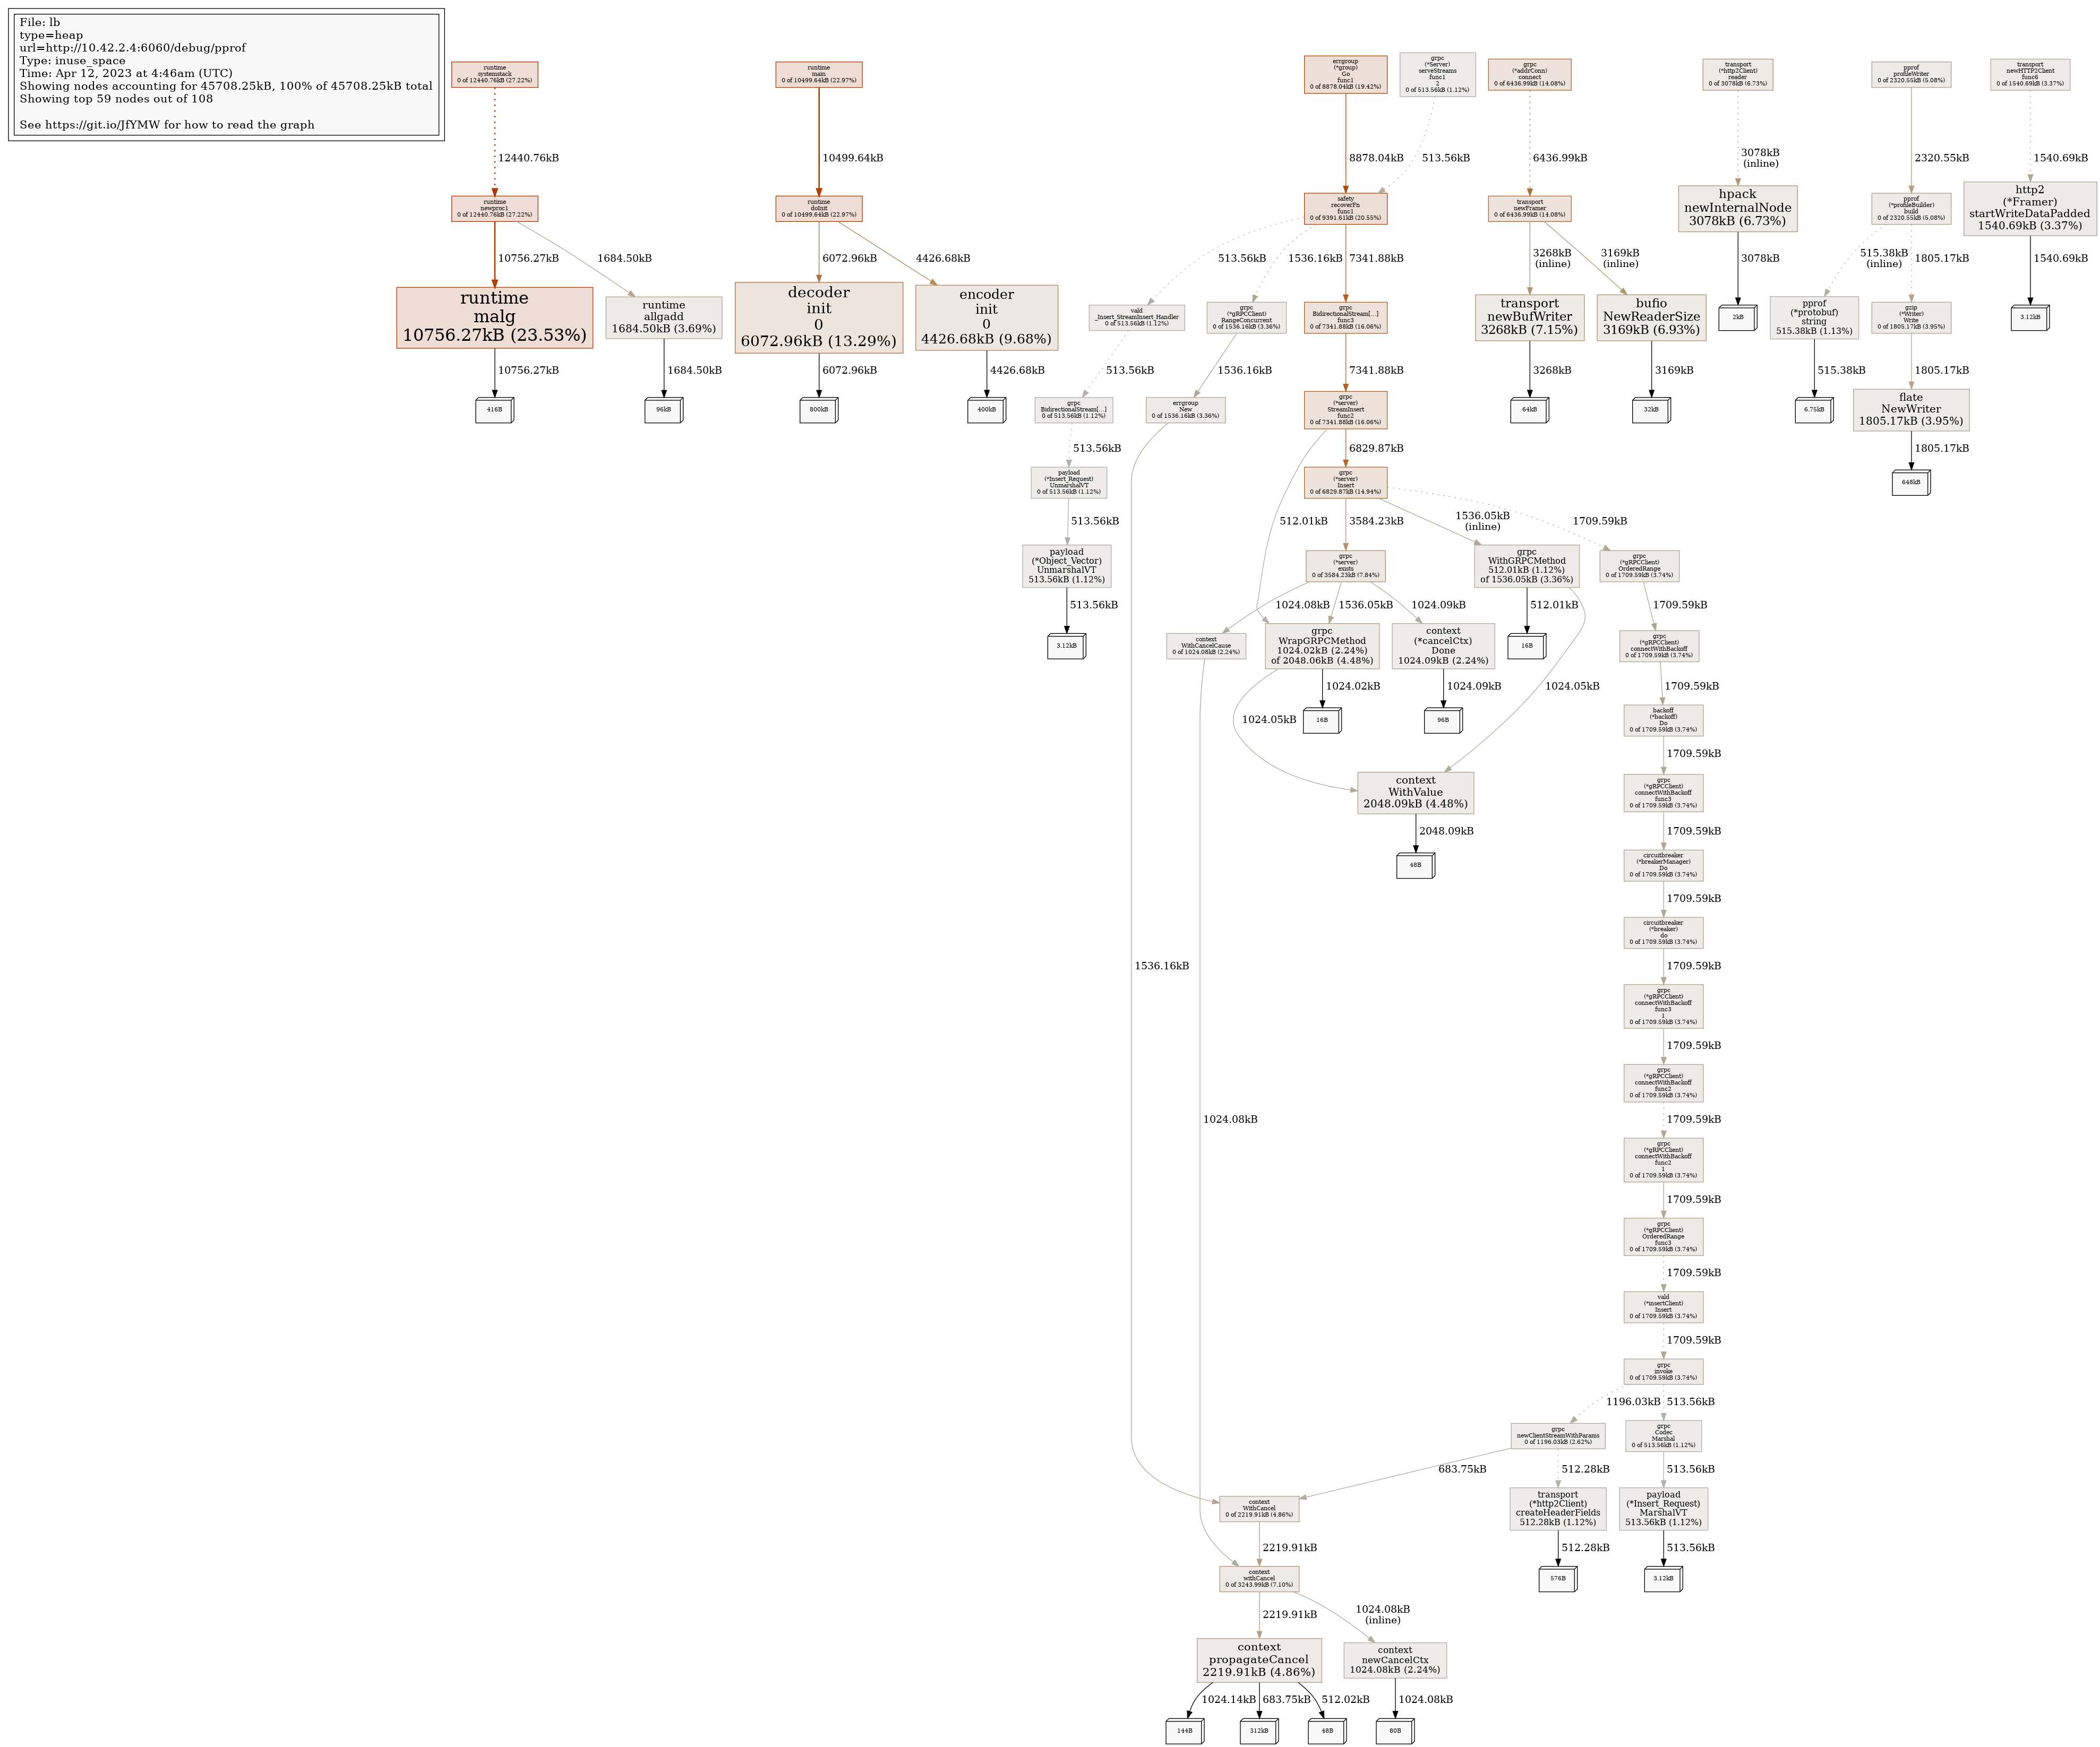 File: lb
type=heap
url=http://10.42.2.4:6060/debug/pprof
Type: inuse_space
Time: Apr 12, 2023 at 4:46am (UTC)
Showing nodes accounting for 45708.25kB, 100% of 45708.25kB total
Showing top 59 nodes out of 108
See https://git.io/JfYMW for how to read the graph
runtime
systemstack
0 of 12440.76kB (27.22%)
12440.76kB
runtime
newproc1
0 of 12440.76kB (27.22%)
10756.27kB
1684.50kB
runtime
malg
10756.27kB (23.53%)
10756.27kB
416B
runtime
allgadd
1684.50kB (3.69%)
1684.50kB
96kB
runtime
main
0 of 10499.64kB (22.97%)
10499.64kB
runtime
doInit
0 of 10499.64kB (22.97%)
6072.96kB
4426.68kB
decoder
init
0
6072.96kB (13.29%)
6072.96kB
800kB
encoder
init
0
4426.68kB (9.68%)
4426.68kB
400kB
errgroup
(*group)
Go
func1
0 of 8878.04kB (19.42%)
8878.04kB
grpc
(*Server)
serveStreams
func1
2
0 of 513.56kB (1.12%)
513.56kB
safety
recoverFn
func1
0 of 9391.61kB (20.55%)
513.56kB
1536.16kB
7341.88kB
vald
_Insert_StreamInsert_Handler
0 of 513.56kB (1.12%)
513.56kB
grpc
BidirectionalStream[...]
0 of 513.56kB (1.12%)
513.56kB
payload
(*Insert_Request)
UnmarshalVT
0 of 513.56kB (1.12%)
513.56kB
payload
(*Object_Vector)
UnmarshalVT
513.56kB (1.12%)
513.56kB
3.12kB
grpc
(*gRPCClient)
RangeConcurrent
0 of 1536.16kB (3.36%)
1536.16kB
errgroup
New
0 of 1536.16kB (3.36%)
1536.16kB
grpc
BidirectionalStream[...]
func3
0 of 7341.88kB (16.06%)
7341.88kB
grpc
(*server)
StreamInsert
func2
0 of 7341.88kB (16.06%)
6829.87kB
512.01kB
grpc
(*server)
Insert
0 of 6829.87kB (14.94%)
3584.23kB
1536.05kB
(inline)
1709.59kB
grpc
(*server)
exists
0 of 3584.23kB (7.84%)
1024.08kB
1536.05kB
1024.09kB
grpc
WithGRPCMethod
512.01kB (1.12%)
of 1536.05kB (3.36%)
512.01kB
16B
1024.05kB
context
WithCancelCause
0 of 1024.08kB (2.24%)
1024.08kB
grpc
WrapGRPCMethod
1024.02kB (2.24%)
of 2048.06kB (4.48%)
1024.02kB
16B
1024.05kB
context
(*cancelCtx)
Done
1024.09kB (2.24%)
1024.09kB
96B
context
WithValue
2048.09kB (4.48%)
2048.09kB
48B
grpc
(*gRPCClient)
OrderedRange
0 of 1709.59kB (3.74%)
1709.59kB
grpc
(*gRPCClient)
connectWithBackoff
0 of 1709.59kB (3.74%)
1709.59kB
backoff
(*backoff)
Do
0 of 1709.59kB (3.74%)
1709.59kB
grpc
(*gRPCClient)
connectWithBackoff
func3
0 of 1709.59kB (3.74%)
1709.59kB
circuitbreaker
(*breakerManager)
Do
0 of 1709.59kB (3.74%)
1709.59kB
circuitbreaker
(*breaker)
do
0 of 1709.59kB (3.74%)
1709.59kB
grpc
(*gRPCClient)
connectWithBackoff
func3
1
0 of 1709.59kB (3.74%)
1709.59kB
grpc
(*gRPCClient)
connectWithBackoff
func2
0 of 1709.59kB (3.74%)
1709.59kB
grpc
(*gRPCClient)
connectWithBackoff
func2
1
0 of 1709.59kB (3.74%)
1709.59kB
grpc
(*gRPCClient)
OrderedRange
func3
0 of 1709.59kB (3.74%)
1709.59kB
vald
(*insertClient)
Insert
0 of 1709.59kB (3.74%)
1709.59kB
grpc
invoke
0 of 1709.59kB (3.74%)
1196.03kB
513.56kB
grpc
newClientStreamWithParams
0 of 1196.03kB (2.62%)
683.75kB
512.28kB
grpc
Codec
Marshal
0 of 513.56kB (1.12%)
513.56kB
context
WithCancel
0 of 2219.91kB (4.86%)
2219.91kB
transport
(*http2Client)
createHeaderFields
512.28kB (1.12%)
512.28kB
576B
payload
(*Insert_Request)
MarshalVT
513.56kB (1.12%)
513.56kB
3.12kB
context
withCancel
0 of 3243.99kB (7.10%)
2219.91kB
1024.08kB
(inline)
context
propagateCancel
2219.91kB (4.86%)
1024.14kB
683.75kB
512.02kB
144B
312kB
48B
context
newCancelCtx
1024.08kB (2.24%)
1024.08kB
80B
grpc
(*addrConn)
connect
0 of 6436.99kB (14.08%)
6436.99kB
transport
newFramer
0 of 6436.99kB (14.08%)
3268kB
(inline)
3169kB
(inline)
transport
newBufWriter
3268kB (7.15%)
3268kB
64kB
bufio
NewReaderSize
3169kB (6.93%)
3169kB
32kB
transport
(*http2Client)
reader
0 of 3078kB (6.73%)
3078kB
(inline)
hpack
newInternalNode
3078kB (6.73%)
3078kB
2kB
pprof
profileWriter
0 of 2320.55kB (5.08%)
2320.55kB
pprof
(*profileBuilder)
build
0 of 2320.55kB (5.08%)
515.38kB
(inline)
1805.17kB
pprof
(*protobuf)
string
515.38kB (1.13%)
515.38kB
6.75kB
gzip
(*Writer)
Write
0 of 1805.17kB (3.95%)
1805.17kB
flate
NewWriter
1805.17kB (3.95%)
1805.17kB
648kB
transport
newHTTP2Client
func6
0 of 1540.69kB (3.37%)
1540.69kB
http2
(*Framer)
startWriteDataPadded
1540.69kB (3.37%)
1540.69kB
3.12kB